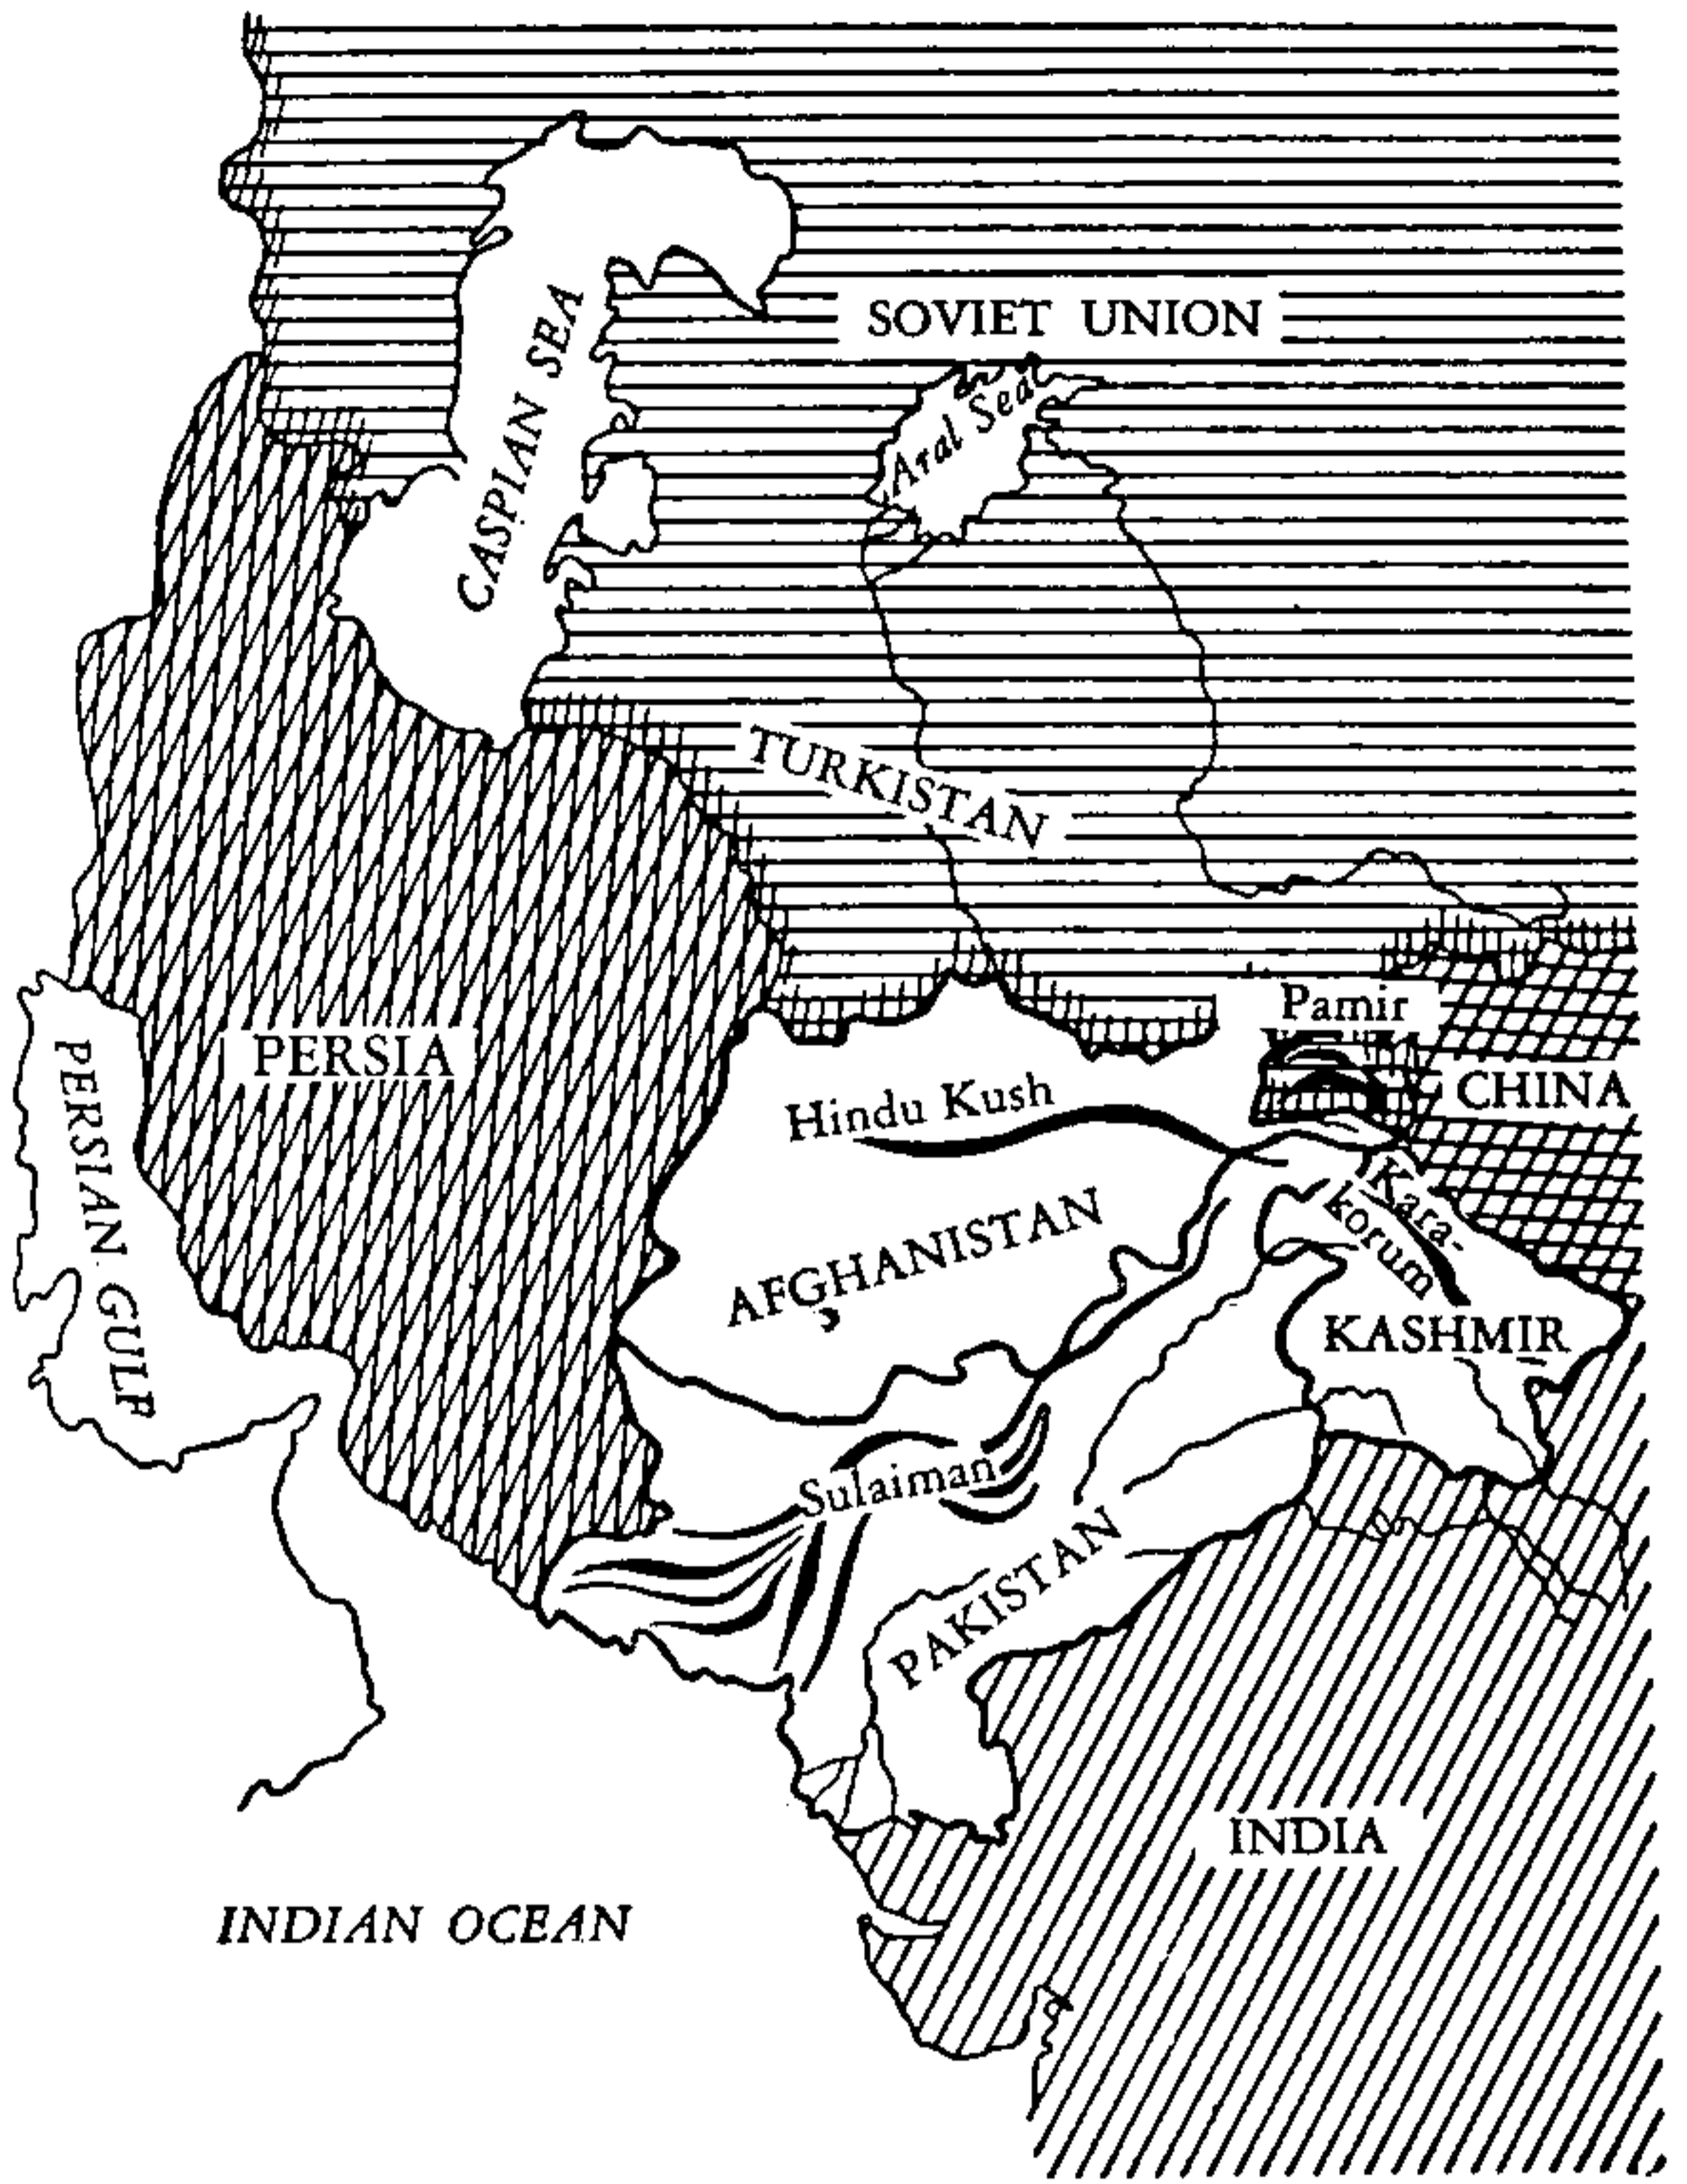 SOVIET UNION
CASPIAN SEA
Aral Sea
TURKISTAN
Pamir
PERSIA
CHINA
PERSIAN GULF
Hindu Kush
Kara-
korum
AFGHANISTAN
KASHMIR
Sulaiman
PAKISTAN
INDIA
INDIAN OCEAN